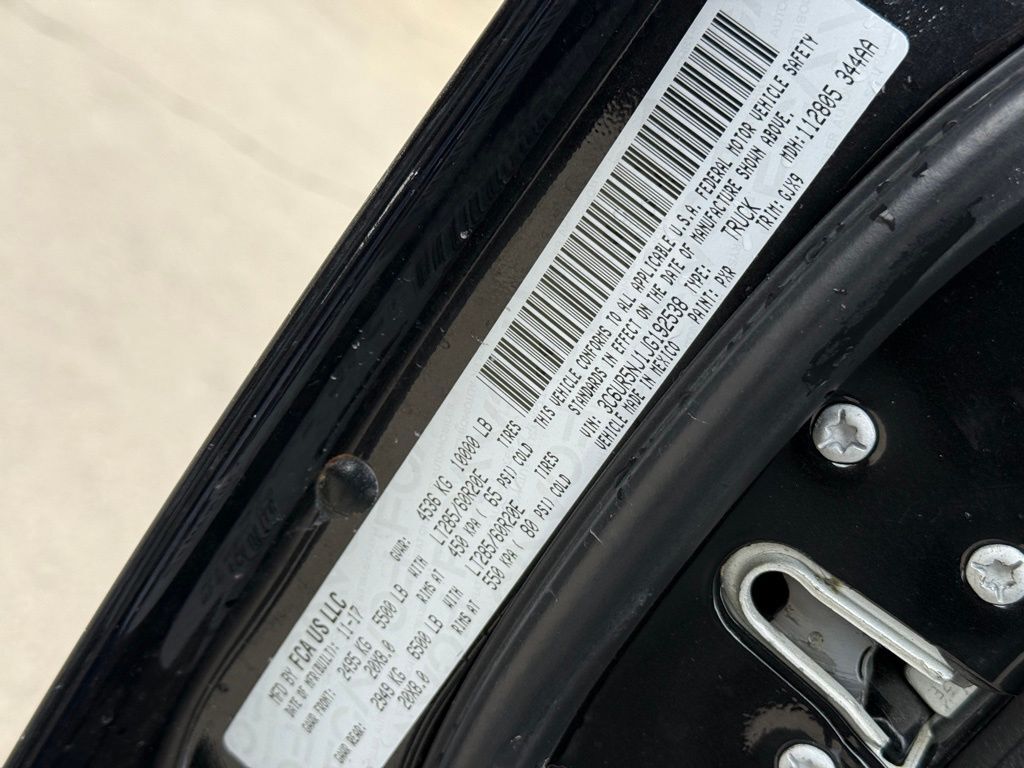 MFD BY FCA US LLC
DATE OF MFR/BUILT: 11-17 GVWR: 4536 KG 10000 LB
GAWR FRONT: 2495 KG 5500 LB WITH LT285/60R20E TIRES
20X8.0 RIMS AT 450 KPA( 65 PSI) COLD
GAWR REAR: 2949 KG 6500 LB WITH LT285/60R20E TIRES
20X8.0 RIMS AT 550 KPA( 80 PSI) COLD
THIS VEHICLE CONFORMS TO ALL APPLICABLE U.S.A. FEDERAL MOTOR VEHICLE SAFETY
STANDARDS IN EFFECT ON THE DATE OF MANUFACTURE SHOWN ABOVE.
VIN: 3C6UR5NJ1JG192538 TYPE: TRUCK MDH:112805 344AA
VEHICLE MADE IN MEXICO PAINT: PXR TRIM: GJX9